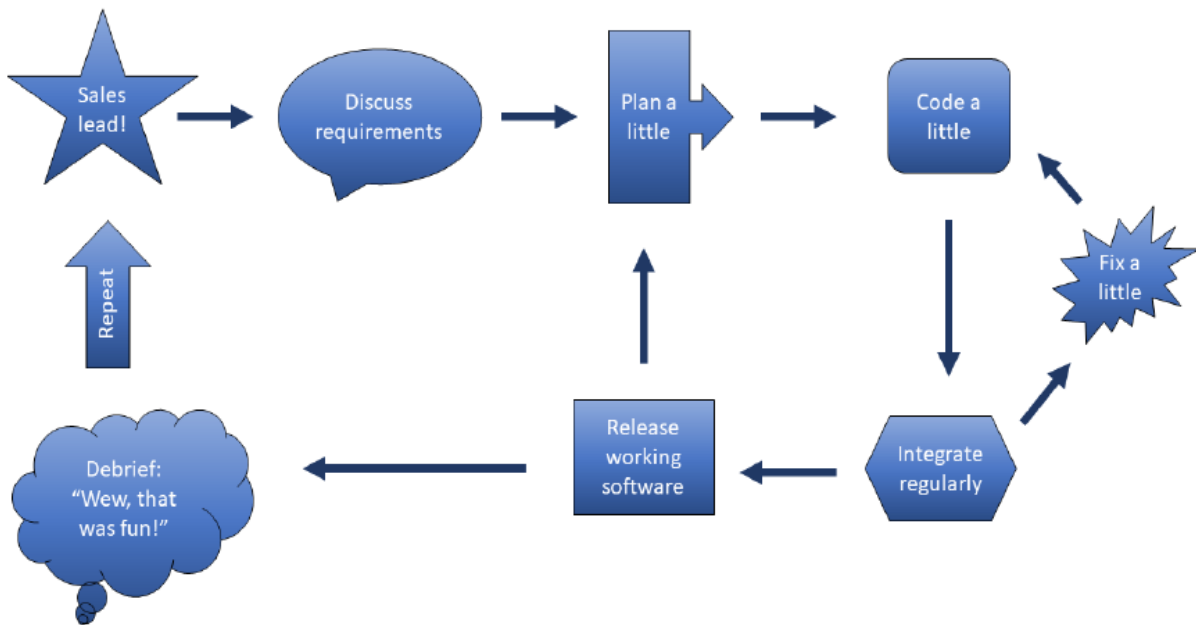 Sales
lead!
Discuss
requirements
Plan a
little
Code a
little
Fix a
little
Integrate
regularly
Release
working
software
Debrief:
“Wew, that
was fun!”
Repeat